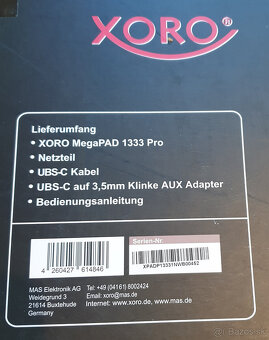 XORO®
Lieferumfang
• XORO MegaPAD 1333 Pro
• Netzteil
• UBS-C Kabel
• UBS-C auf 3,5mm Klinke AUX Adapter
• Bedienungsanleitung
Serien-Nr.
4 260427 614846
XPADP13331NWB00452
MAS Elektronik AG
Weidegrund 3
21614 Buxtehude
Germany
Tel.: +49 (04161) 8002424
Email: xoro@mas.de
Internet: www.xoro.de, www.mas.de